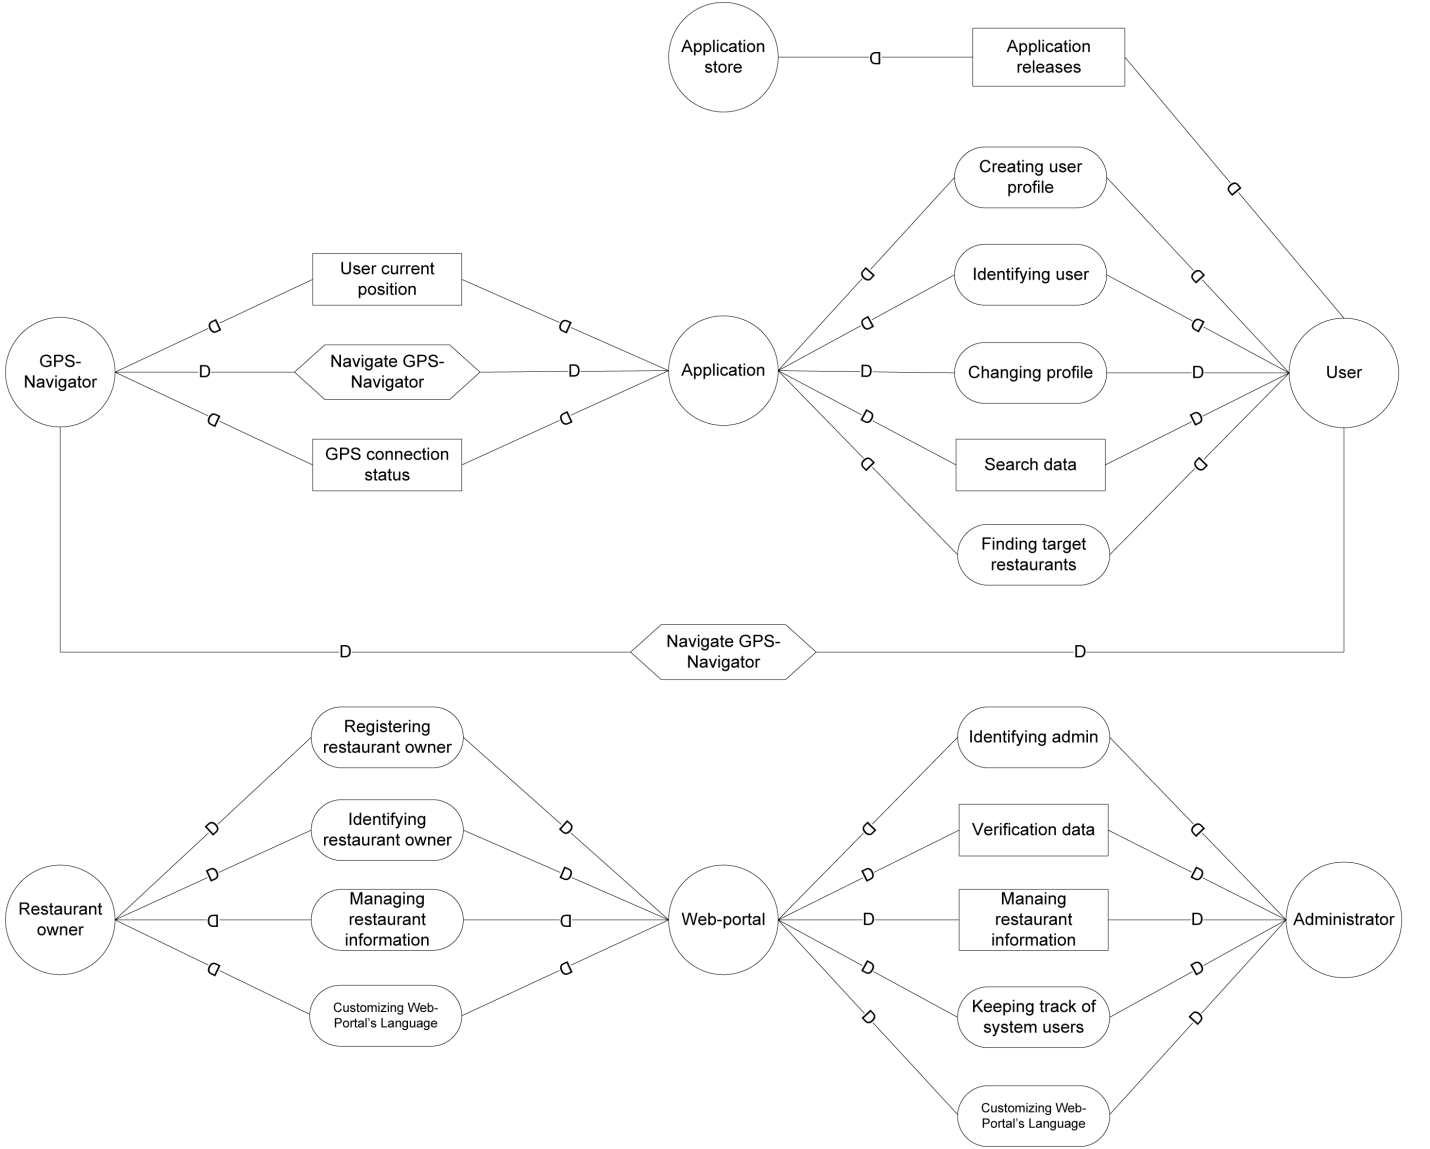 Application
store
D
Application
releases
D
Creating user
profile
D
D
Identifying user
D
D
Changing profile
D
D
Search data
D
D
Finding target
restaurants
D
D
User current
position
D
D
GPS-
Navigator
D
Navigate GPS-
Navigator
D
Application
User
GPS connection
status
D
D
D
Navigate GPS-
Navigator
D
Registering
restaurant owner
D
D
Identifying
restaurant owner
D
D
Restaurant
owner
D
Managing
restaurant
information
D
Web-portal
Customizing Web-
Portal's Language
D
D
Identifying admin
D
D
Verification data
D
D
D
Manaing
restaurant
information
D
Administrator
Keeping track of
system users
D
D
Customizing Web-
Portal's Language
D
D